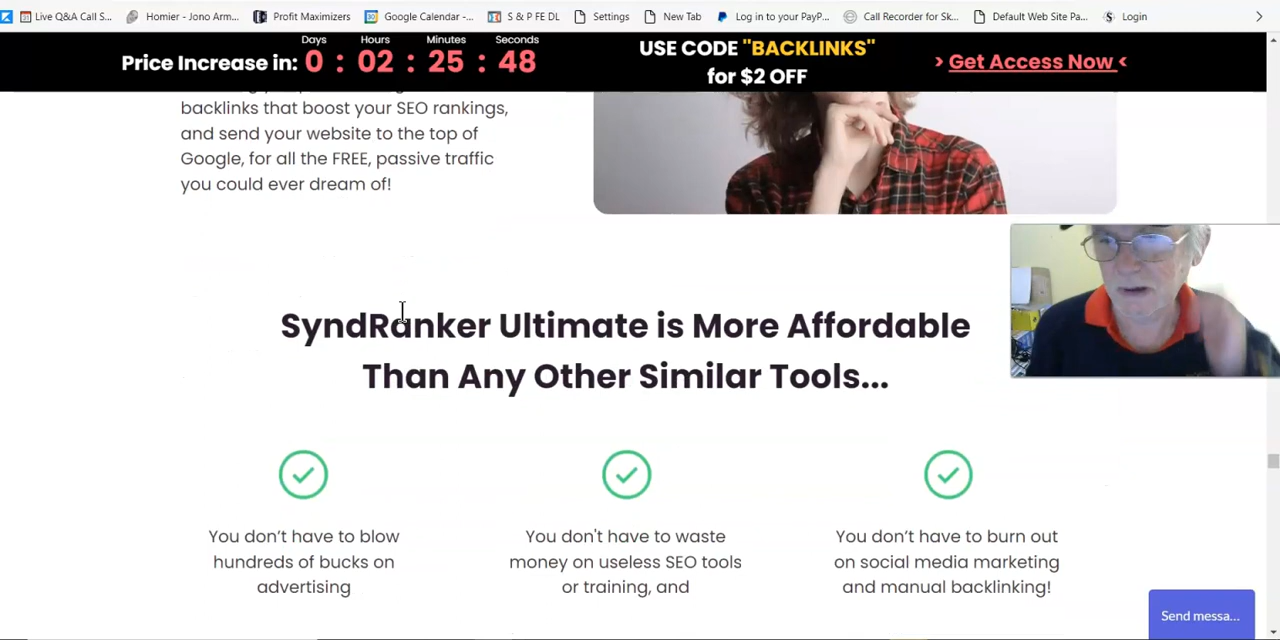 Live Q&A Call S... Homier - Jono Arm... Profit Maximizers Google Calendar -... S & P FE DL Settings New Tab Log in to your PayP... Call Recorder for Sk... Default Web Site Pa... Login
Days Hours Minutes Seconds
Price Increase in: 0 : 02 : 25 : 48
USE CODE "BACKLINKS"
for $2 OFF
> Get Access Now <
backlinks that boost your SEO rankings,
and send your website to the top of
Google, for all the FREE, passive traffic
you could ever dream of!
SyndRanker Ultimate is More Affordable
Than Any Other Similar Tools...
You don’t have to blow
hundreds of bucks on
advertising
You don't have to waste
money on useless SEO tools
or training, and
You don’t have to burn out
on social media marketing
and manual backlinking!
Send messa...